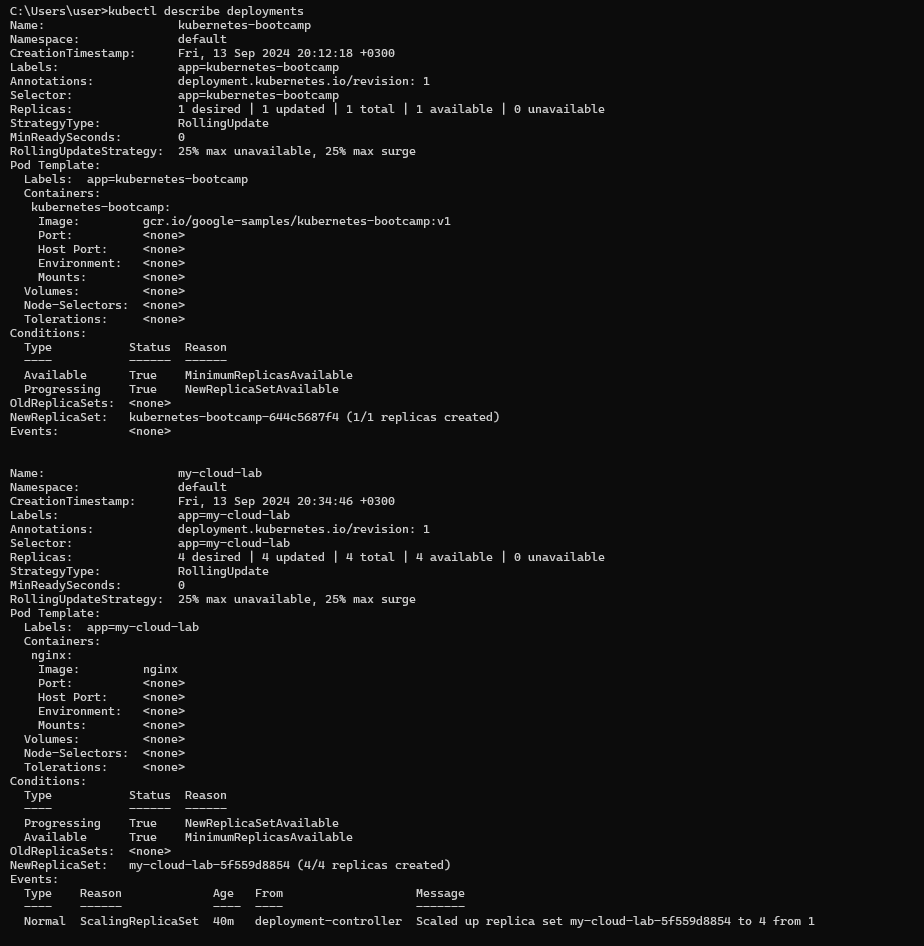 C:\Users\user>kubectl describe deployments
Name:                   kubernetes-bootcamp
Namespace:              default
CreationTimestamp:      Fri, 13 Sep 2024 20:12:18 +0300
Labels:                 app=kubernetes-bootcamp
Annotations:            deployment.kubernetes.io/revision: 1
Selector:               app=kubernetes-bootcamp
Replicas:               1 desired | 1 updated | 1 total | 1 available | 0 unavailable
StrategyType:           RollingUpdate
MinReadySeconds:        0
RollingUpdateStrategy:  25% max unavailable, 25% max surge
Pod Template:
  Labels:  app=kubernetes-bootcamp
  Containers:
   kubernetes-bootcamp:
    Image:         gcr.io/google-samples/kubernetes-bootcamp:v1
    Port:          <none>
    Host Port:     <none>
    Environment:   <none>
    Mounts:        <none>
  Volumes:         <none>
  Node-Selectors:  <none>
  Tolerations:     <none>
Conditions:
  Type           Status  Reason
  ----           ------  ------
  Available      True    MinimumReplicasAvailable
  Progressing    True    NewReplicaSetAvailable
OldReplicaSets:  <none>
NewReplicaSet:   kubernetes-bootcamp-644c5687f4 (1/1 replicas created)
Events:          <none>
Name:                   my-cloud-lab
Namespace:              default
CreationTimestamp:      Fri, 13 Sep 2024 20:34:46 +0300
Labels:                 app=my-cloud-lab
Annotations:            deployment.kubernetes.io/revision: 1
Selector:               app=my-cloud-lab
Replicas:               4 desired | 4 updated | 4 total | 4 available | 0 unavailable
StrategyType:           RollingUpdate
MinReadySeconds:        0
RollingUpdateStrategy:  25% max unavailable, 25% max surge
Pod Template:
  Labels:  app=my-cloud-lab
  Containers:
   nginx:
    Image:         nginx
    Port:          <none>
    Host Port:     <none>
    Environment:   <none>
    Mounts:        <none>
  Volumes:         <none>
  Node-Selectors:  <none>
  Tolerations:     <none>
Conditions:
  Type           Status  Reason
  ----           ------  ------
  Progressing    True    NewReplicaSetAvailable
  Available      True    MinimumReplicasAvailable
OldReplicaSets:  <none>
NewReplicaSet:   my-cloud-lab-5f559d8854 (4/4 replicas created)
Events:
  Type    Reason             Age   From                   Message
  ----    ------             ----  ----                   -------
  Normal  ScalingReplicaSet  40m   deployment-controller  Scaled up replica set my-cloud-lab-5f559d8854 to 4 from 1